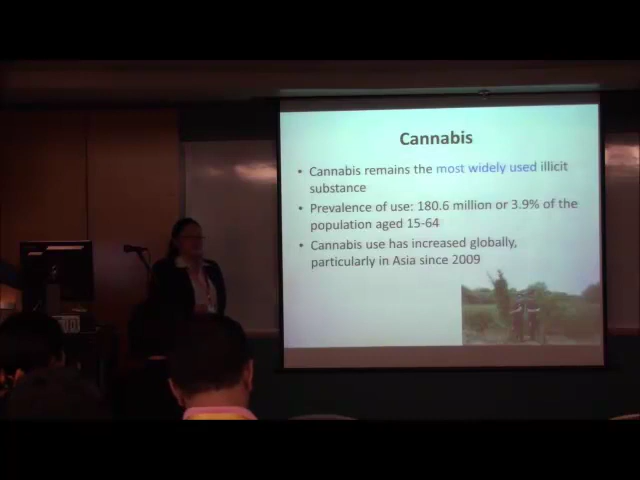 Cannabis
• Cannabis remains the most widely used illicit
substance
• Prevalence of use: 180.6 million or 3.9% of the
population aged 15-64
• Cannabis use has increased globally,
particularly in Asia since 2009